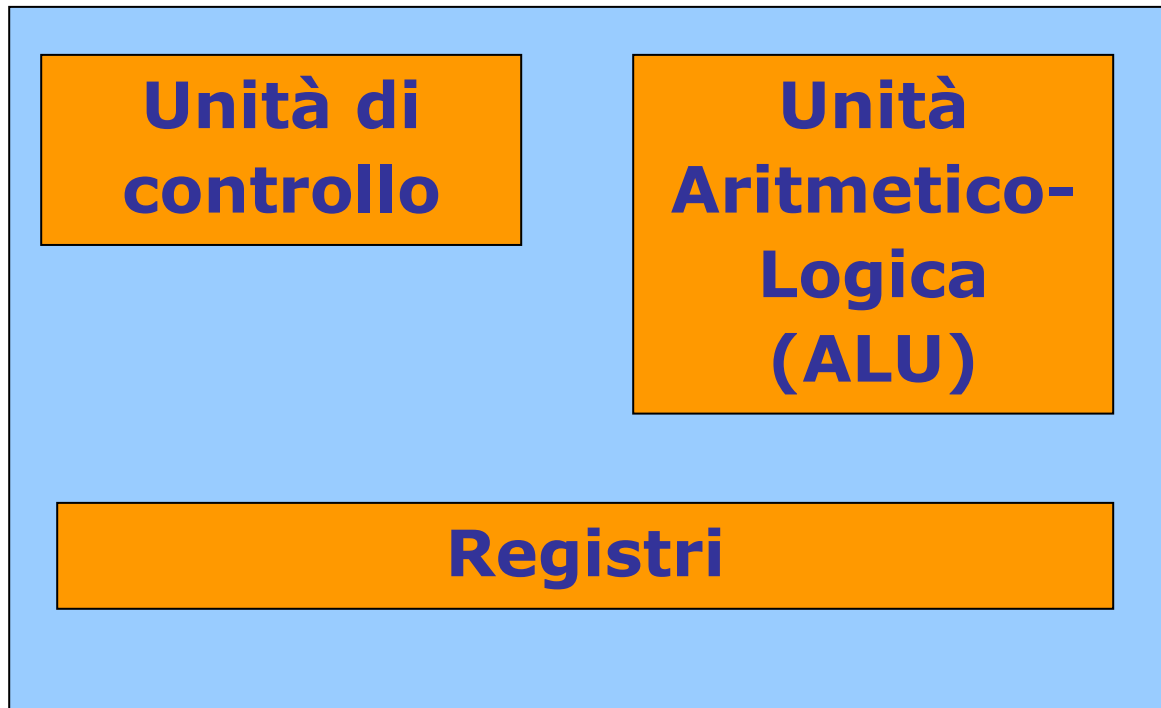 Unità di
controllo
Unità
Aritmetico-
Logica
(ALU)
Registri